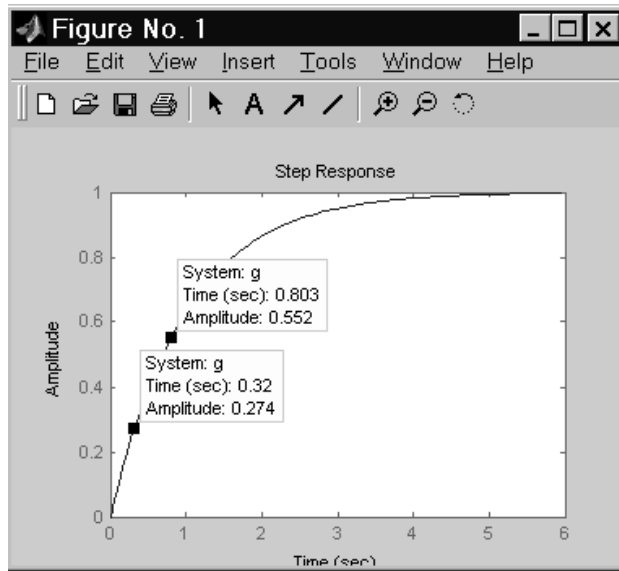 Figure No. 1
File Edit View Insert Tools Window Help
A
Step Response
1
0.8
0.6
0.4
0.2
0
Amplitude
System: g
Time (sec): 0.803
Amplitude: 0.552
System: g
Time (sec): 0.32
Amplitude: 0.274
0 1 2 3 4 5 6
Time (sec)